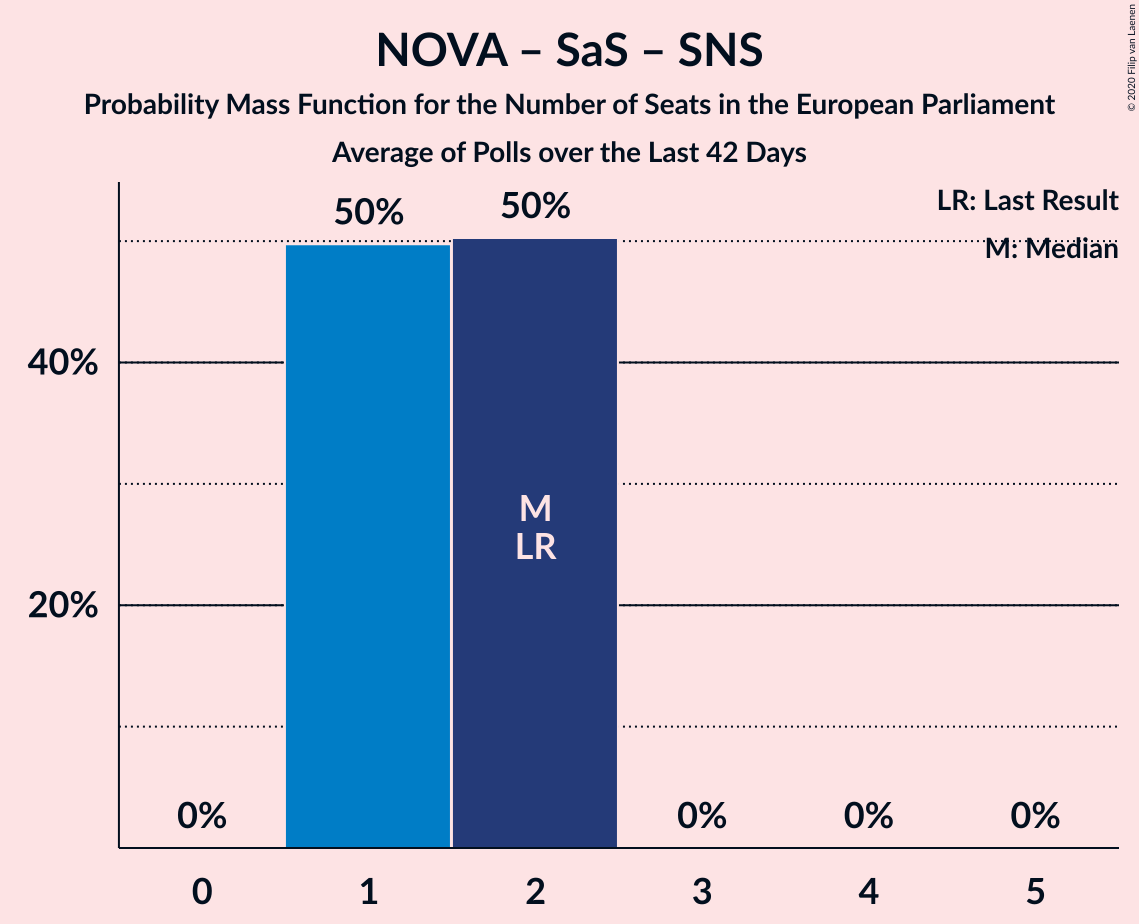 NOVA – SaS – SNS
Probability Mass Function for the Number of Seats in the European Parliament
Average of Polls over the Last 42 Days
© 2020 Filip van Laenen
LR: Last Result
M: Median
50%
50%
40%
20%
M
LR
0%
0%
0%
0%
0
1
2
3
4
5